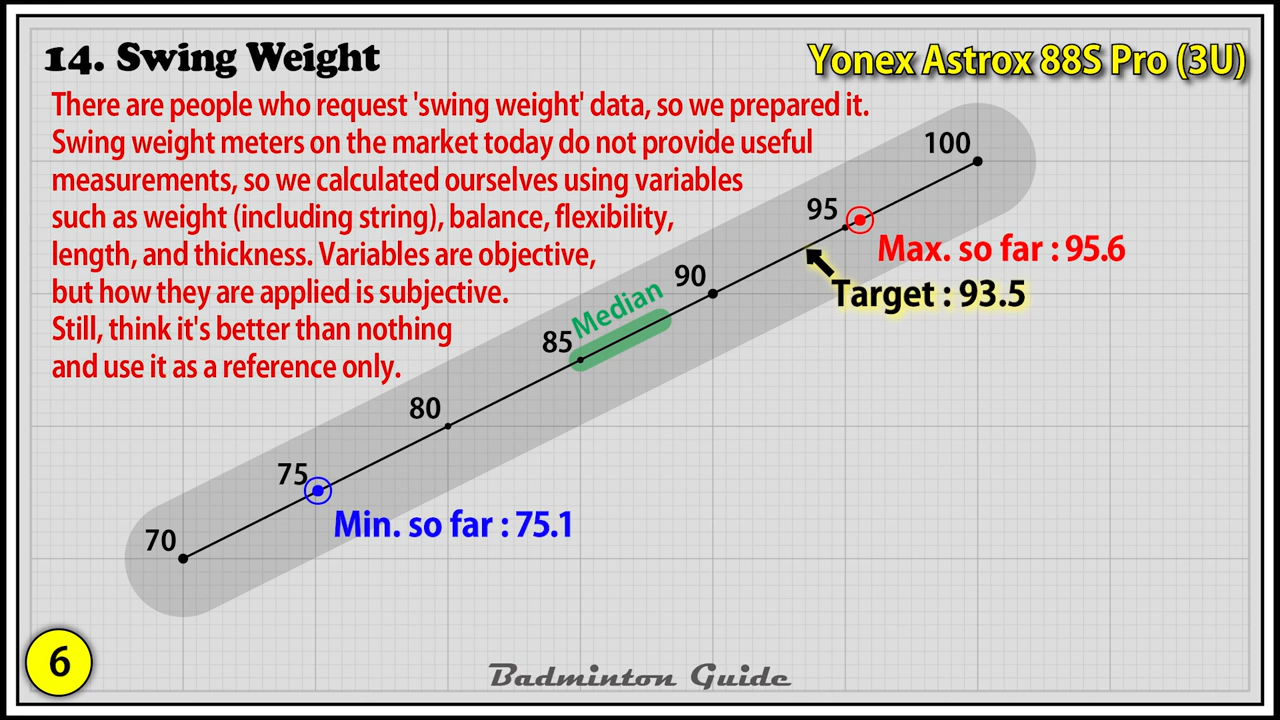 14. Swing Weight
Yonex Astrox 88S Pro (3U)
There are people who request 'swing weight' data, so we prepared it.
Swing weight meters on the market today do not provide useful
measurements, so we calculated ourselves using variables
such as weight (including string), balance, flexibility,
length, and thickness. Variables are objective,
but how they are applied is subjective.
Still, think it's better than nothing
and use it as a reference only.
100
95
Max. so far : 95.6
90
Target : 93.5
Median
85
80
75
Min. so far : 75.1
70
6
Badminton Guide